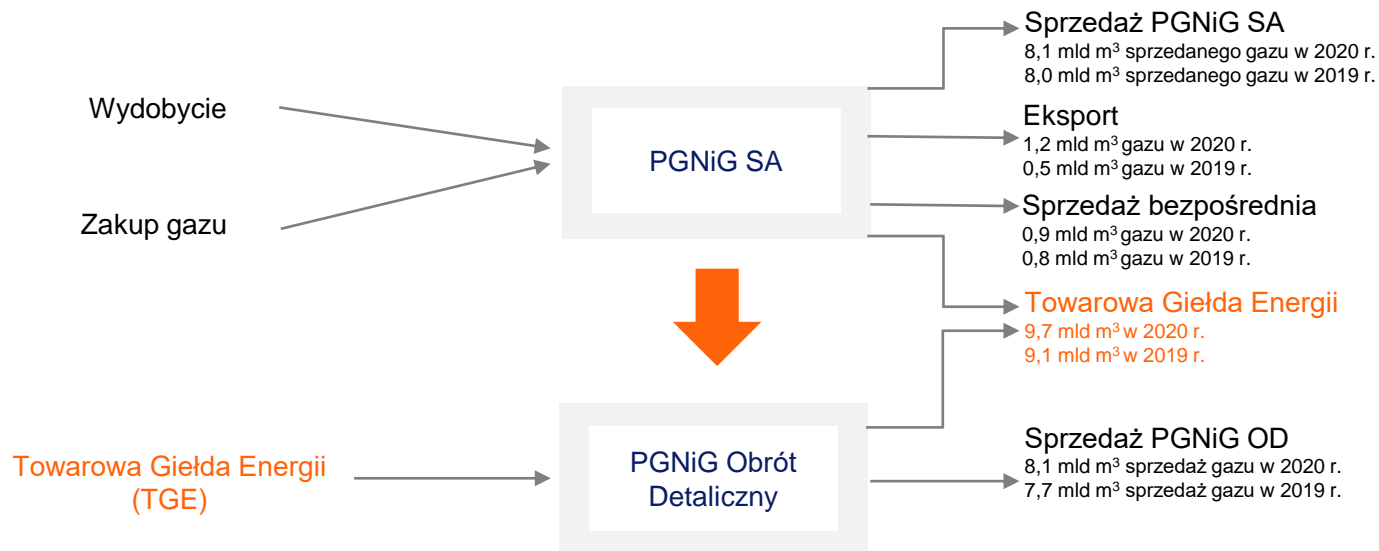 Wydobycie
Zakup gazu
PGNiG SA
Sprzedaż PGNiG SA
8,1 mld m³ sprzedanego gazu w 2020 r.
8,0 mld m³ sprzedanego gazu w 2019 r.
Eksport
1,2 mld m³ gazu w 2020 r.
0,5 mld m³ gazu w 2019 r.
Sprzedaż bezpośrednia
0,9 mld m³ gazu w 2020 r.
0,8 mld m³ gazu w 2019 r.
Towarowa Giełda Energii
9,7 mld m³ w 2020 r.
9,1 mld m³ w 2019 r.
Towarowa Giełda Energii
(TGE)
PGNiG Obrót
Detaliczny
Sprzedaż PGNiG OD
8,1 mld m³ sprzedaż gazu w 2020 r.
7,7 mld m³ sprzedaż gazu w 2019 r.